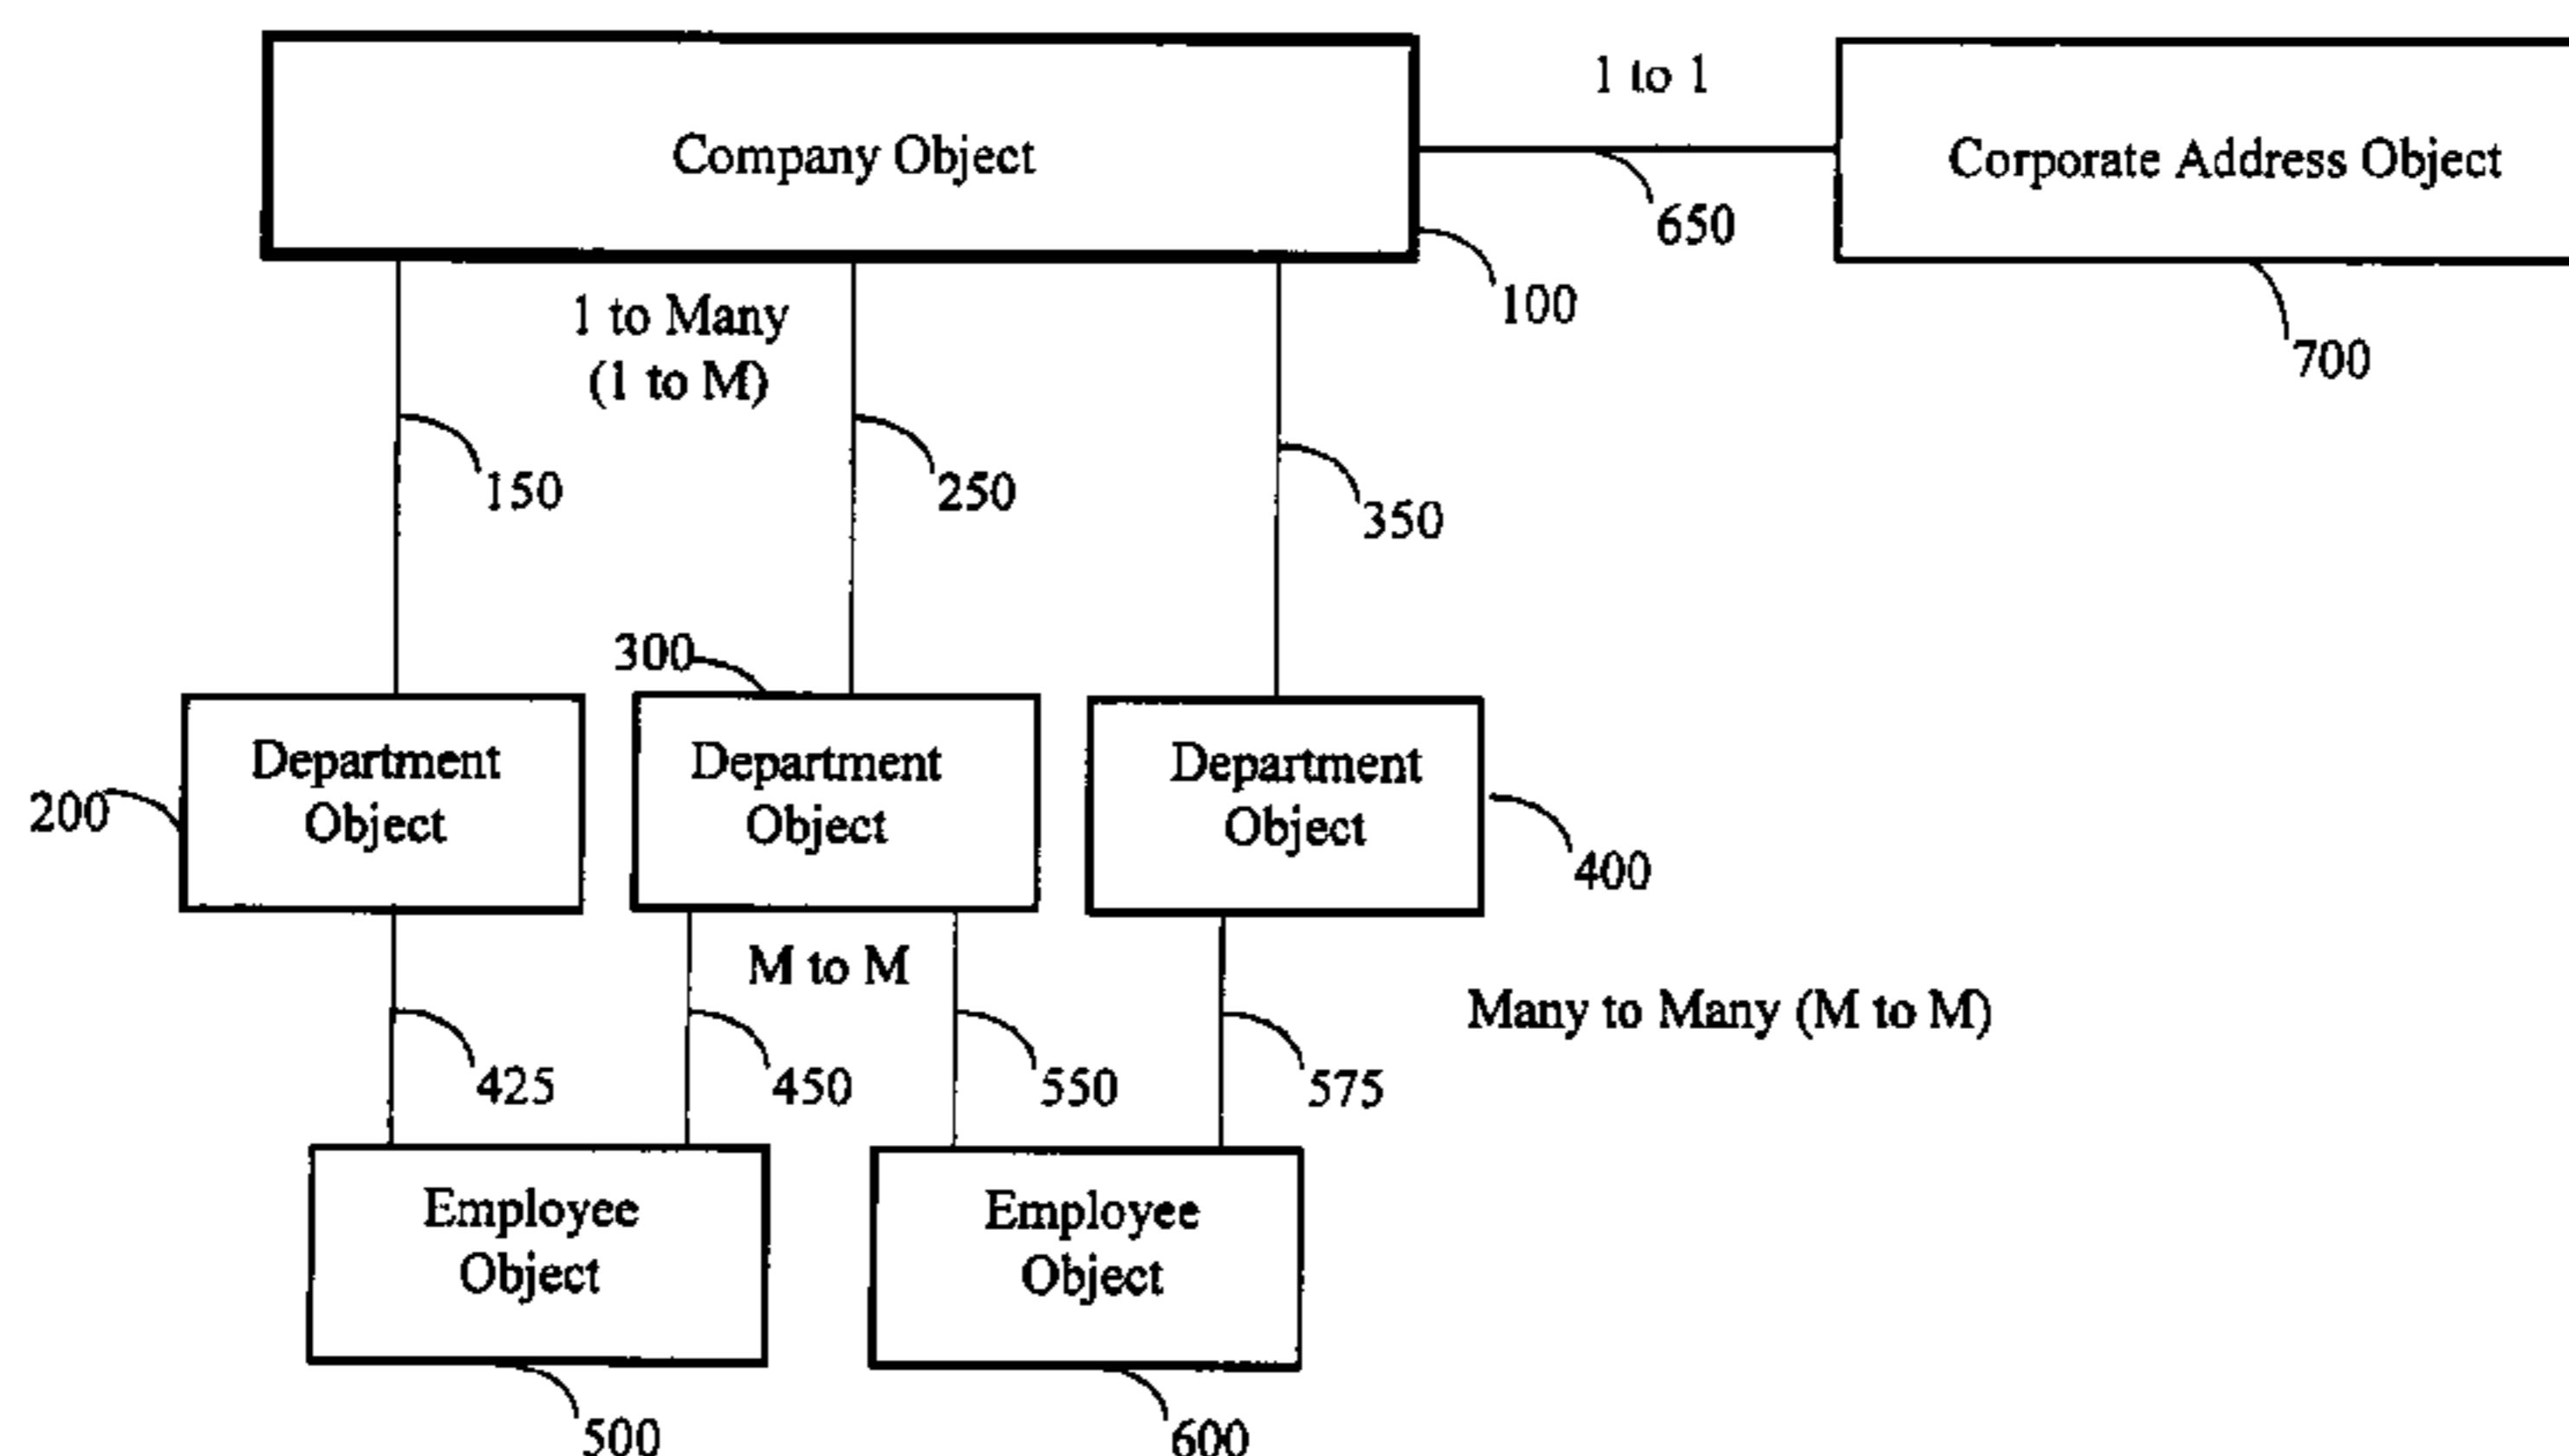 1 to 1
Company Object
Corporate Address Object
650
100
700
1 to Many
(1 to M)
150
250
350
300
Department
Object
Department
Object
Department
Object
200
400
M to M
Many to Many (M to M)
425
450
550
575
Employee
Object
Employee
Object
500
600